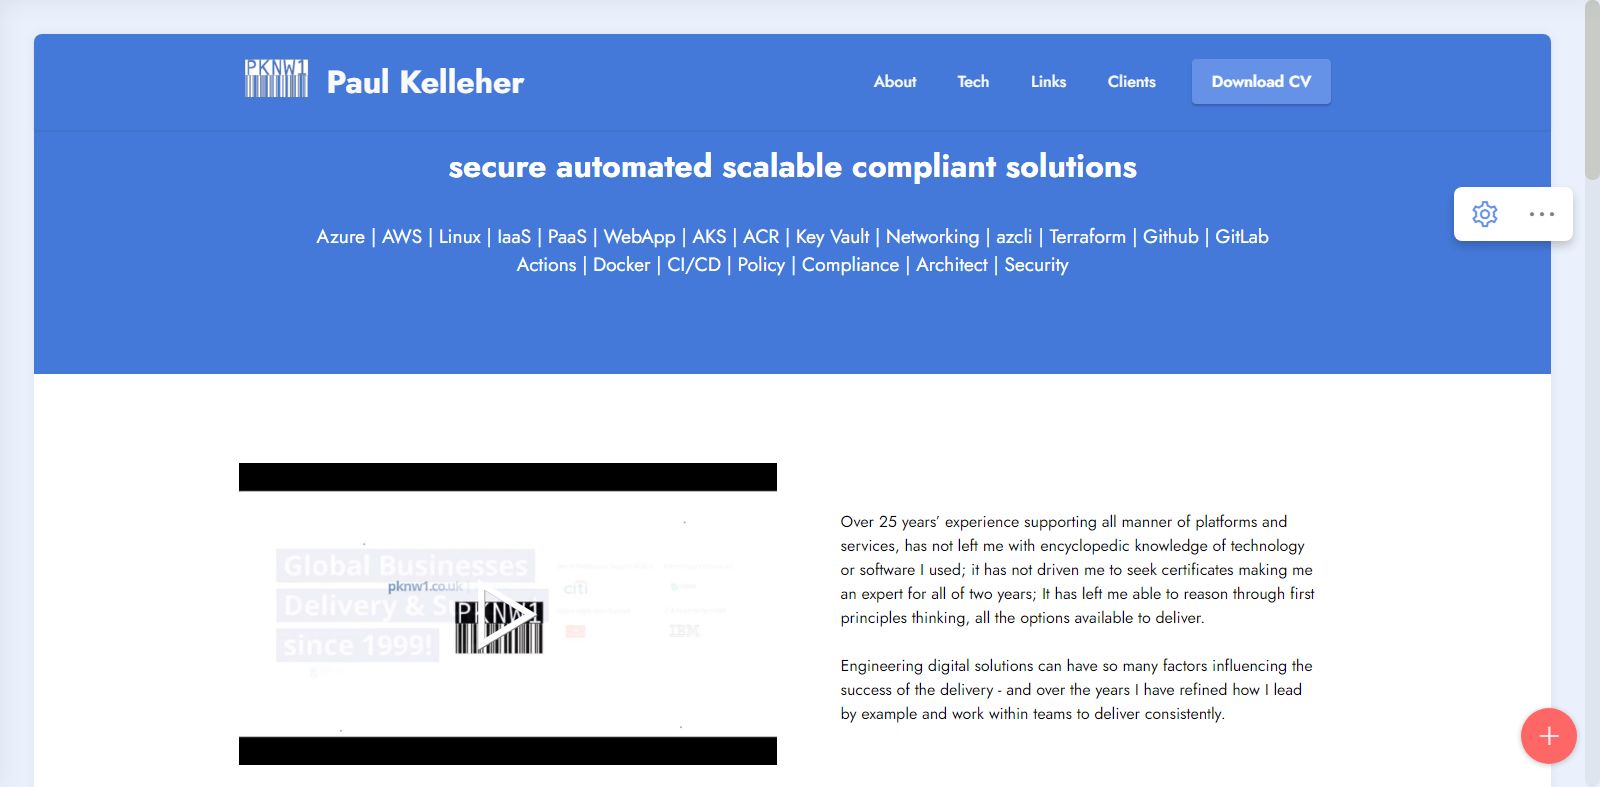 PKNW1
Paul Kelleher
About
Tech
Links
Clients
Download CV
secure automated scalable compliant solutions
Azure | AWS | Linux | IaaS | PaaS | WebApp | AKS | ACR | Key Vault | Networking | azcli | Terraform | Github | GitLab
Actions | Docker | CI/CD | Policy | Compliance | Architect | Security
Global Businesses
pknw1.co.uk
Delivery &
since 1999!
PKNW1
citi
IBM
Over 25 years' experience supporting all manner of platforms and
services, has not left me with encyclopedic knowledge of technology
or software I used; it has not driven me to seek certificates making me
an expert for all of two years; It has left me able to reason through first
principles thinking, all the options available to deliver.
Engineering digital solutions can have so many factors influencing the
success of the delivery - and over the years I have refined how I lead
by example and work within teams to deliver consistently.